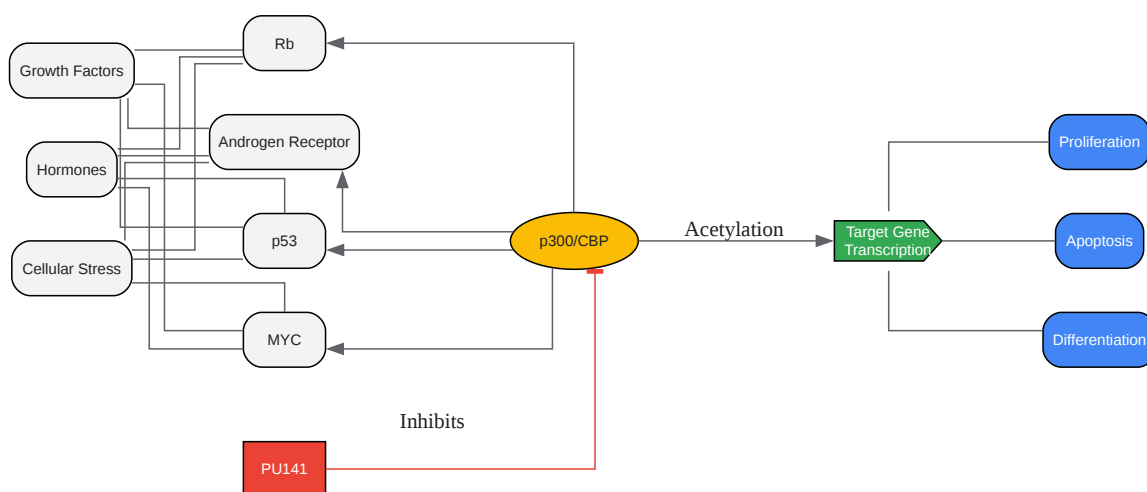 Rb
Growth Factors
Androgen Receptor
Hormones
p53
Cellular Stress
MYC
p300/CBP
Acetylation
Target Gene
Transcription
Proliferation
Apoptosis
Differentiation
Inhibits
PU141